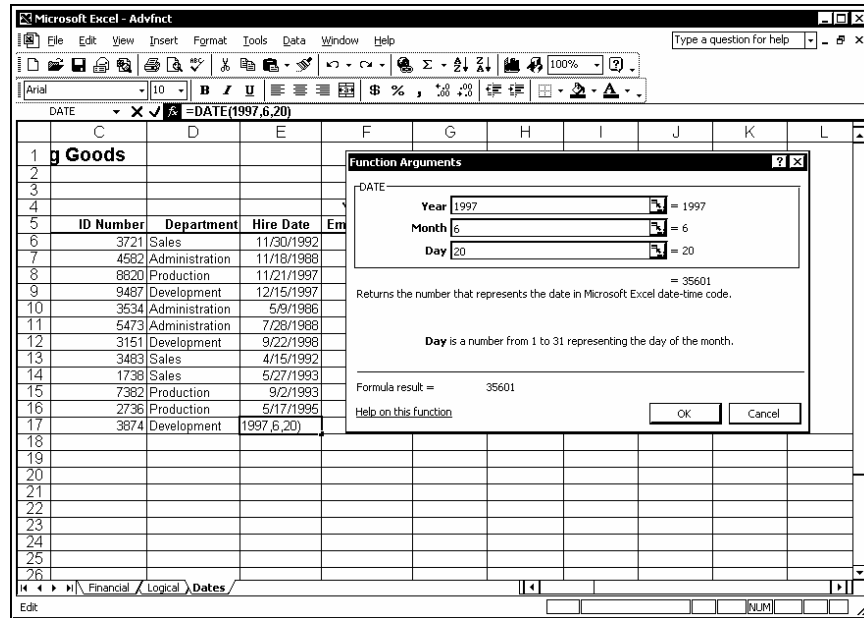 Microsoft Excel - Advfnct
File Edit View Insert Format Tools Data Window Help Type a question for help
100%
Arial 10 B I U $ % , .00
DATE =DATE(1997,6,20)
C D E F G H I J K L
1 g Goods
2
3
4
5 ID Number Department Hire Date Em
6 3721 Sales 11/30/1992
7 4582 Administration 11/18/1988
8 8820 Production 11/21/1997
9 9487 Development 12/15/1997
10 3534 Administration 5/9/1986
11 5473 Administration 7/28/1988
12 3151 Development 9/22/1998
13 3483 Sales 4/15/1992
14 1738 Sales 5/27/1993
15 7382 Production 9/2/1993
16 2736 Production 5/17/1995
17 3874 Development 1997,6,20)
18
19
20
21
22
23
24
25
26
Function Arguments
DATE
Year 1997 = 1997
Month 6 = 6
Day 20 = 20
= 35601
Returns the number that represents the date in Microsoft Excel date-time code.
Day is a number from 1 to 31 representing the day of the month.
Formula result = 35601
Help on this function OK Cancel
Financial Logical Dates
Edit NUM